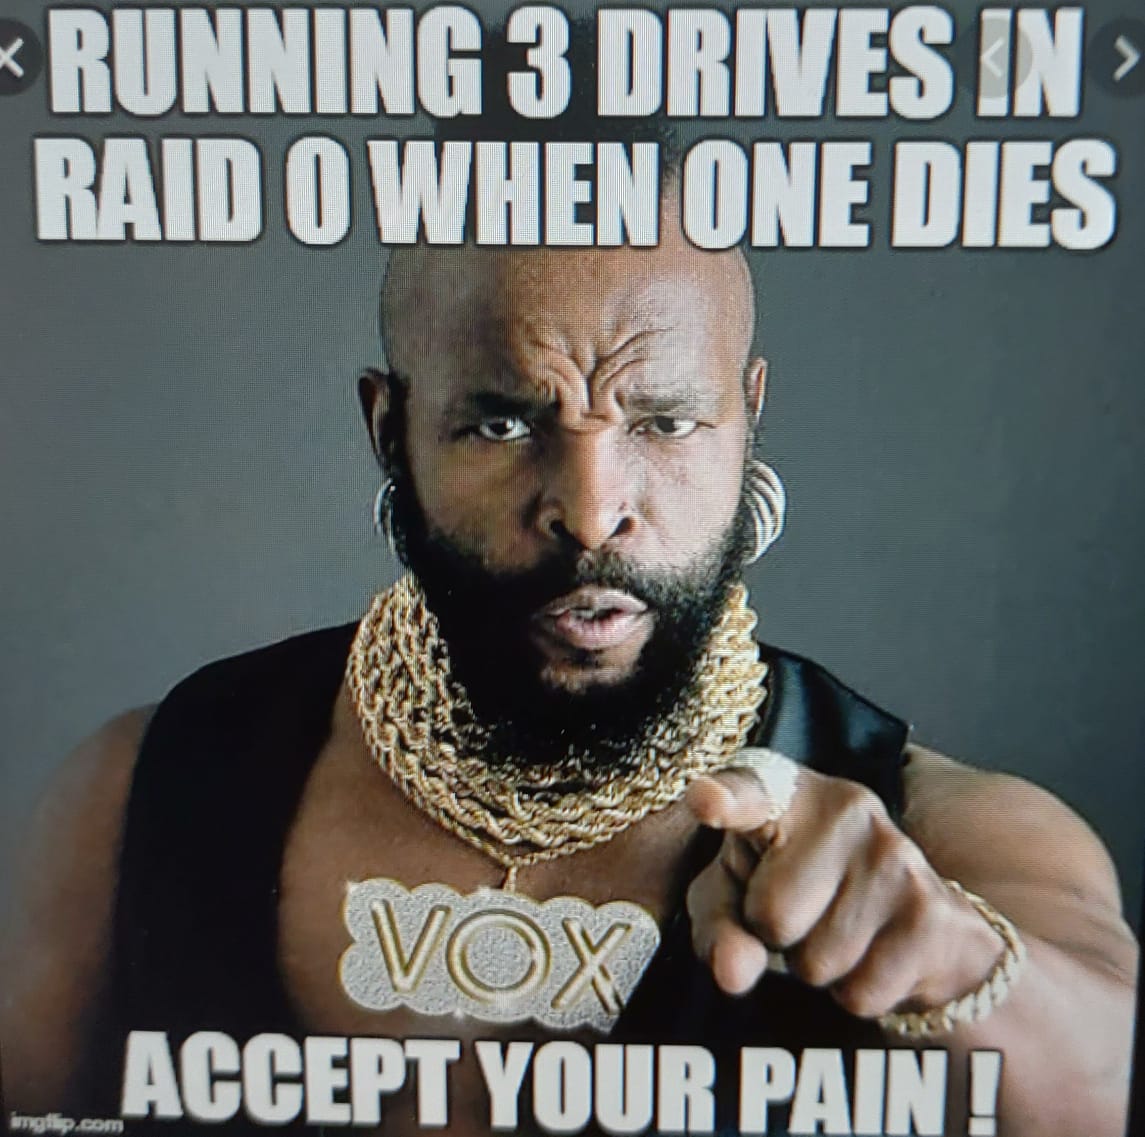 RUNNING 3 DRIVES IN
RAID 0 WHEN ONE DIES
VOX
ACCEPT YOUR PAIN !
imgflip.com